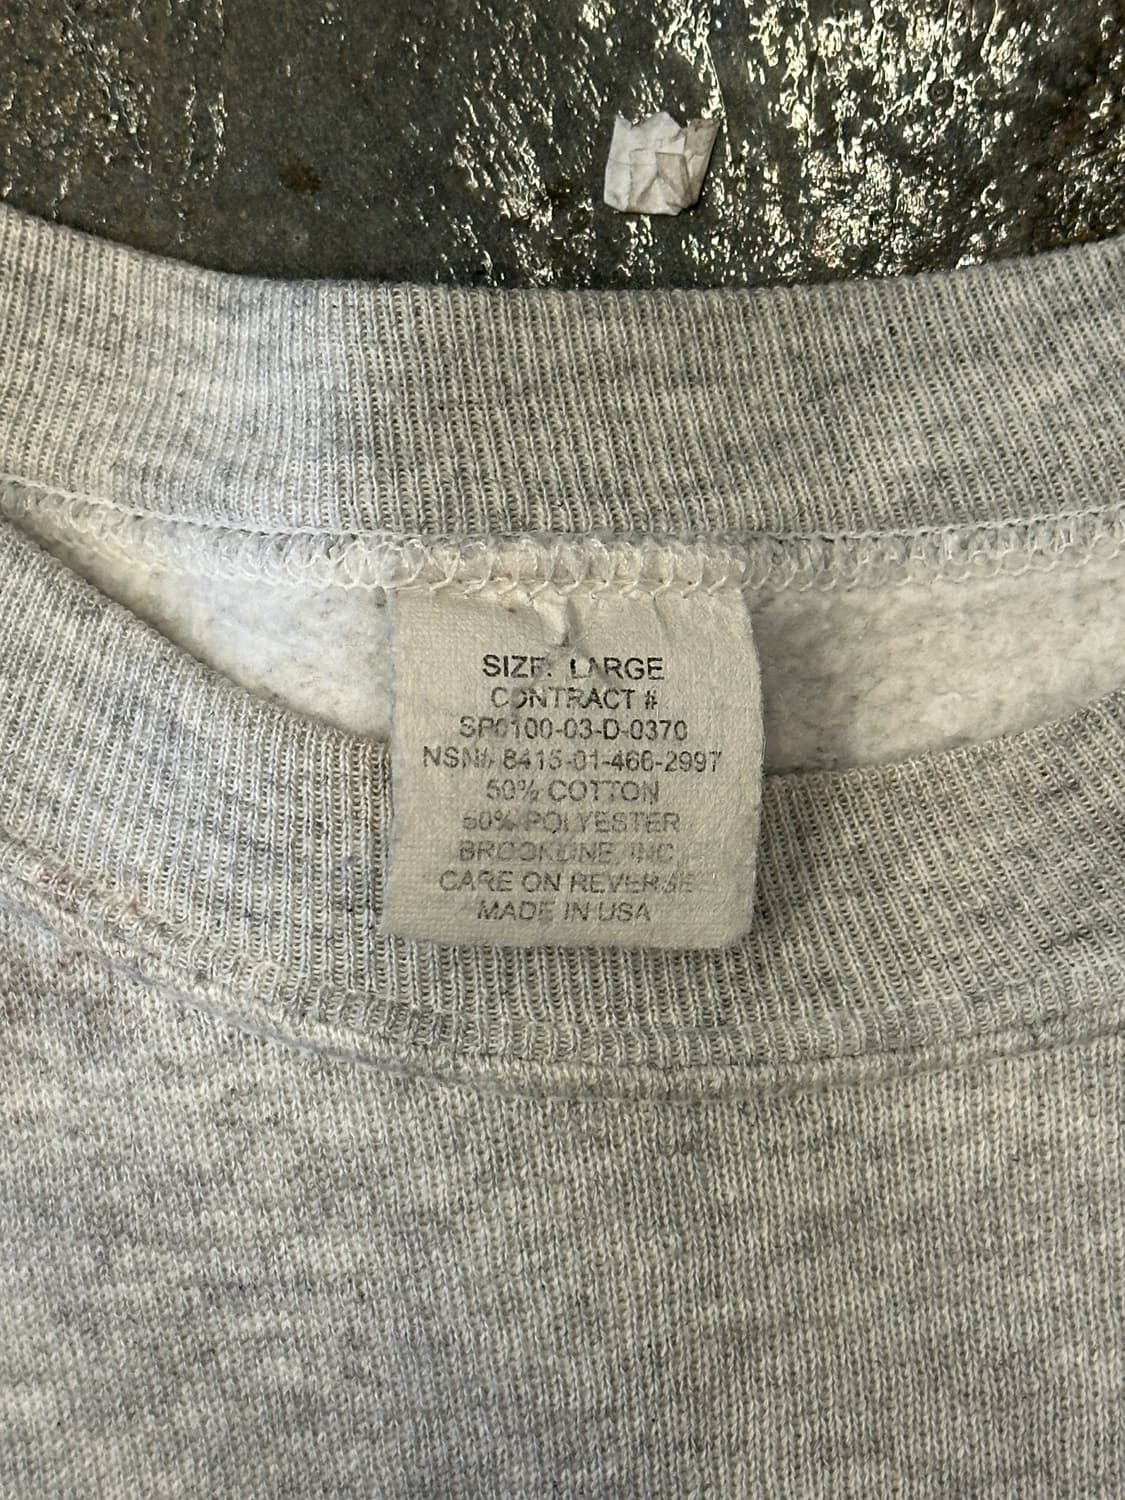 SIZE: LARGE
CONTRACT #
SP0100-03-D-0370
NSN# 8415-01-466-2997
50% COTTON
50% POLYESTER
BROOKLINE, INC.
CARE ON REVERSE
MADE IN USA